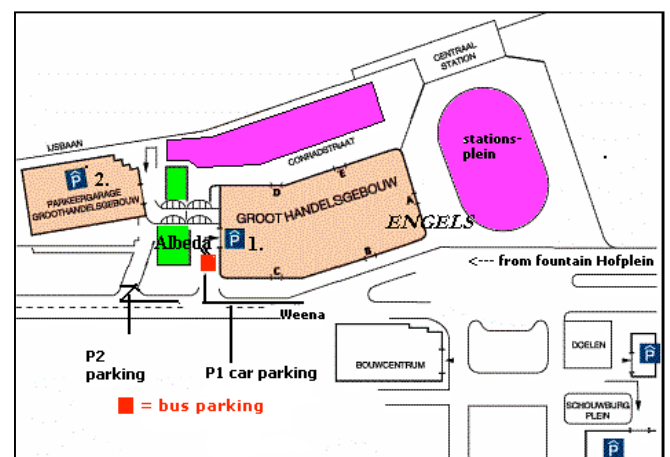 CENTRAAL
STATION
IJSBAAN
stations-
plein
CONRADSTRAAT
P 2.
PARKEERGARAGE
GROOTHANDELSGEBOUW
D
E
A
GROOTHANDELSGEBOUW
ENGELS
Albeda
P 1.
B
C
<--- from fountain Hofplein
Weena
P2
parking
P1 car parking
BOUWCENTRUM
DOELEN
P
= bus parking
SCHOUWBURG
PLEIN
P